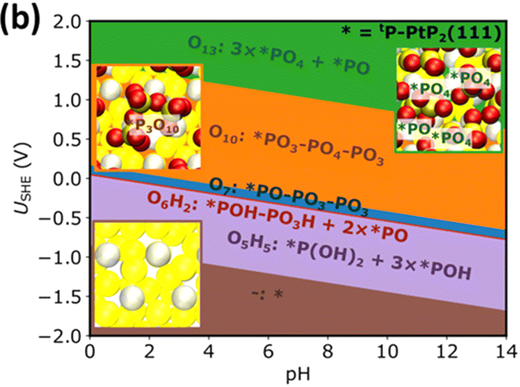 (b)
* = ᵗP-PtP₂(111)
O₁₃: 3×*PO₄ + *PO
*PO₄
*PO₄
*PO *PO₄
*P₃O₁₀
O₁₀: *PO₃-PO₄-PO₃
O₇: *PO-PO₃-PO₃
O₆H₂: *POH-PO₃H + 2×*PO
O₅H₅: *P(OH)₂ + 3×*POH
-: *
U_SHE (V)
2.0
1.5
1.0
0.5
0.0
−0.5
−1.0
−1.5
−2.0
0 2 4 6 8 10 12 14
pH